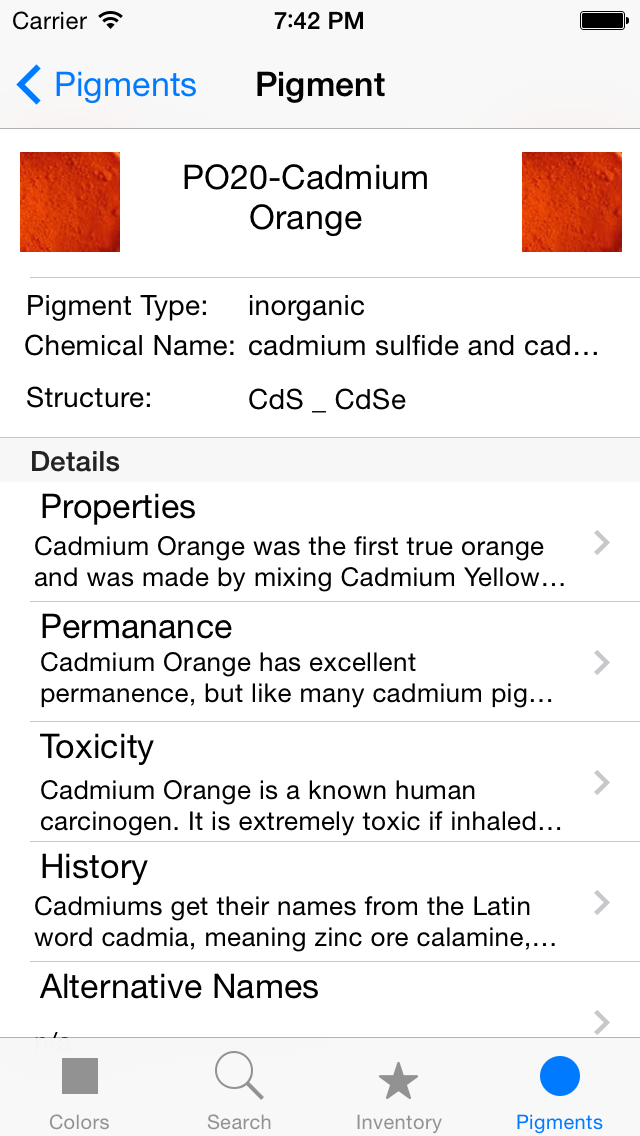 Carrier 7:42 PM
Pigments Pigment
PO20-Cadmium
Orange
Pigment Type: inorganic
Chemical Name: cadmium sulfide and cad...
Structure: CdS _ CdSe
Details
Properties
Cadmium Orange was the first true orange
and was made by mixing Cadmium Yellow...
Permanance
Cadmium Orange has excellent
permanence, but like many cadmium pig...
Toxicity
Cadmium Orange is a known human
carcinogen. It is extremely toxic if inhaled...
History
Cadmiums get their names from the Latin
word cadmia, meaning zinc ore calamine,...
Alternative Names
Colors Search Inventory Pigments